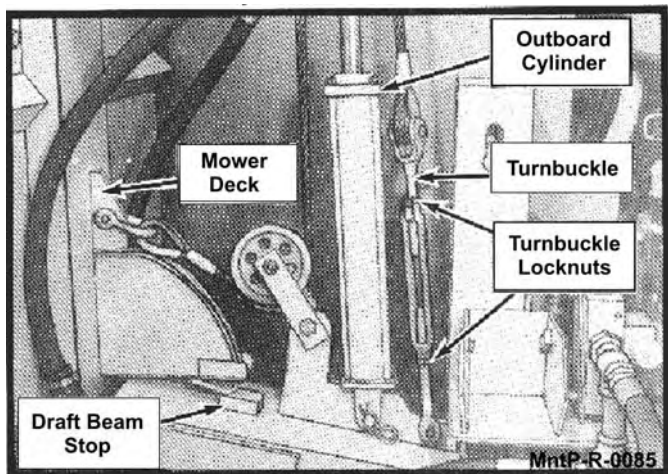 Outboard
Cylinder
Mower
Deck
Turnbuckle
Turnbuckle
Locknuts
Draft Beam
Stop
MntP-R-0085